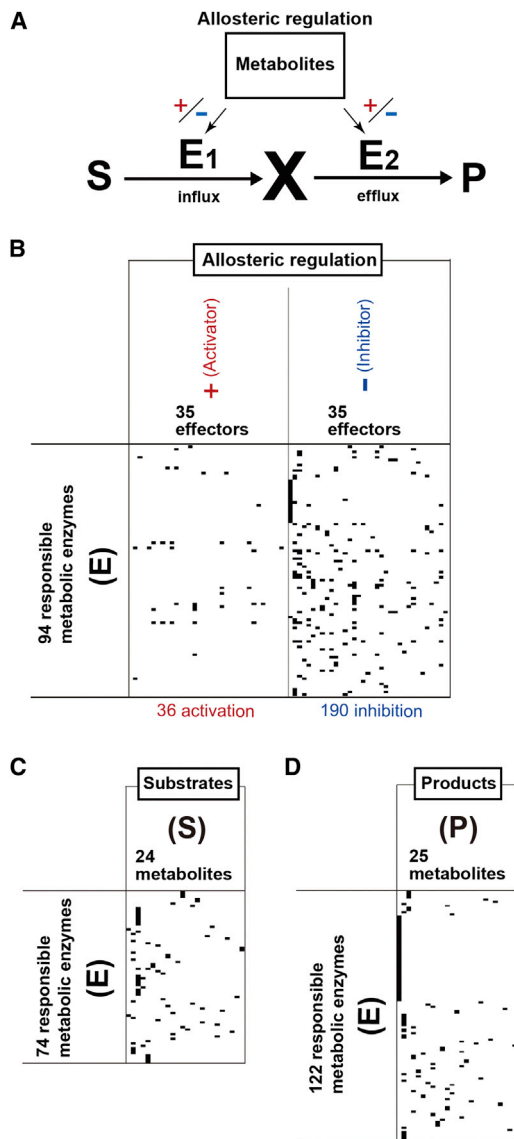 A
Allosteric regulation
Metabolites
+/−
+/−
S
E1
X
E2
P
influx
efflux
B
Allosteric regulation
+ (Activator)
− (Inhibitor)
35
effectors
35
effectors
94 responsible
metabolic enzymes
(E)
36 activation
190 inhibition
C
Substrates
(S)
24
metabolites
74 responsible
metabolic enzymes
(E)
D
Products
(P)
25
metabolites
122 responsible
metabolic enzymes
(E)